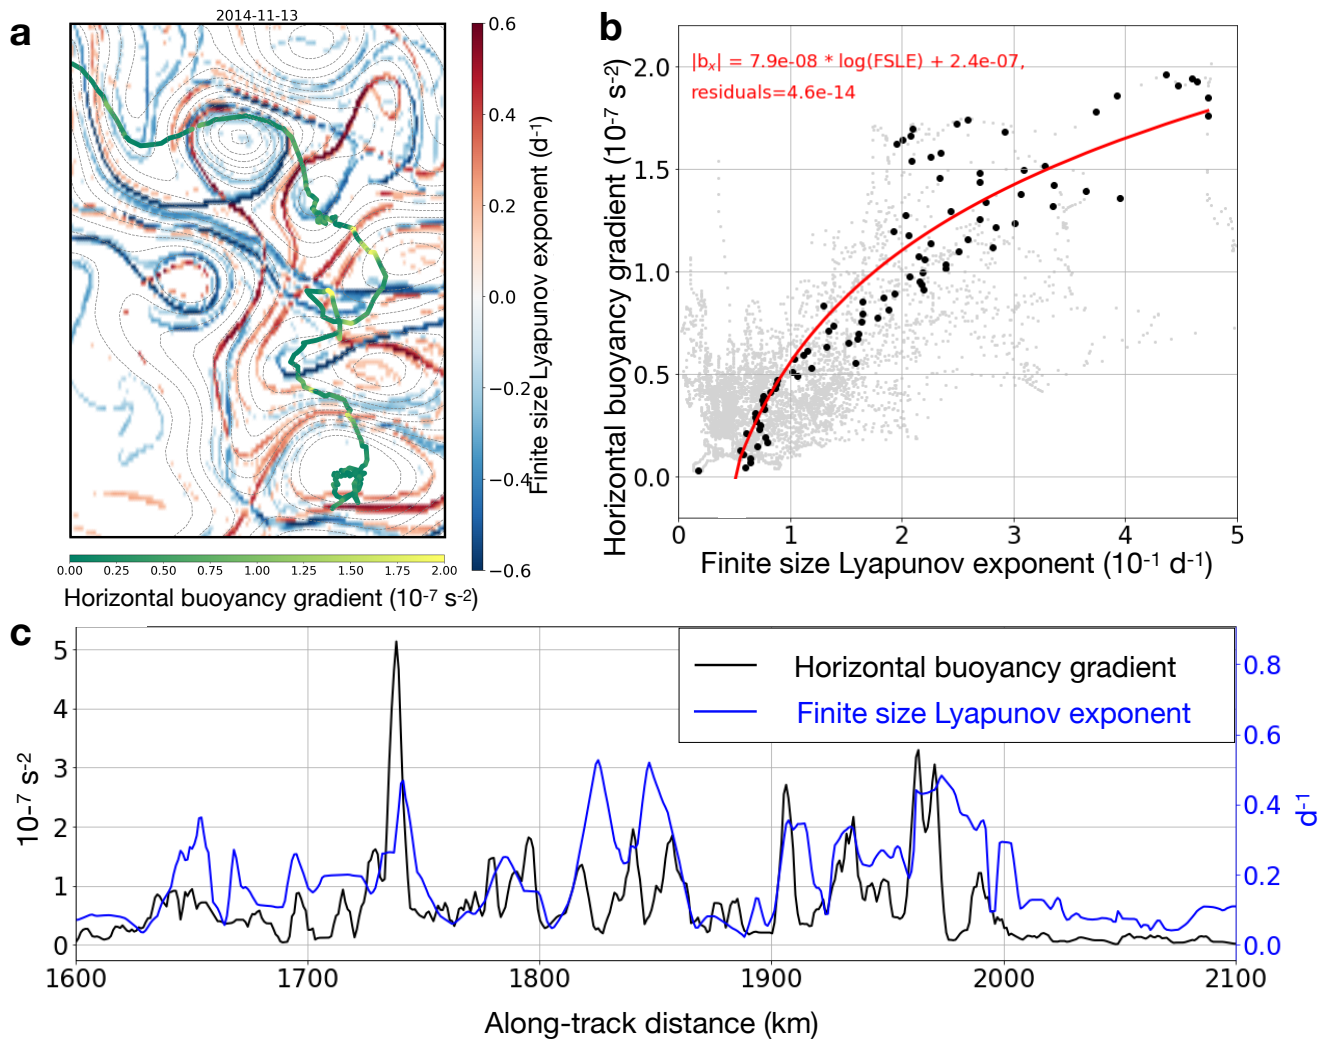 a
2014-11-13
0.6
0.4
0.2
0.0
−0.2
−0.4
−0.6
Finite size Lyapunov exponent (d-1)
0.00 0.25 0.50 0.75 1.00 1.25 1.50 1.75 2.00
Horizontal buoyancy gradient (10-7 s-2)
b
|bx| = 7.9e-08 * log(FSLE) + 2.4e-07,
residuals=4.6e-14
2.0
1.5
1.0
0.5
0.0
Horizontal buoyancy gradient (10-7 s-2)
0 1 2 3 4 5
Finite size Lyapunov exponent (10-1 d-1)
c
5
4
3
2
1
0
10-7 s-2
Horizontal buoyancy gradient
Finite size Lyapunov exponent
0.8
0.6
0.4
0.2
0.0
d-1
1600 1700 1800 1900 2000 2100
Along-track distance (km)